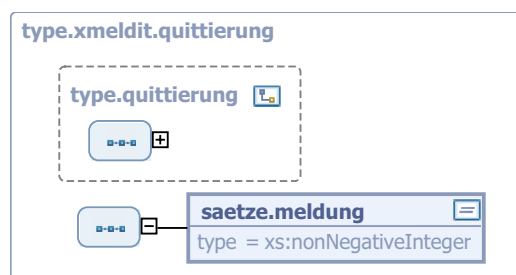 type.xmeldit.quittierung
type.quittierung
saetze.meldung
type = xs:nonNegativeInteger